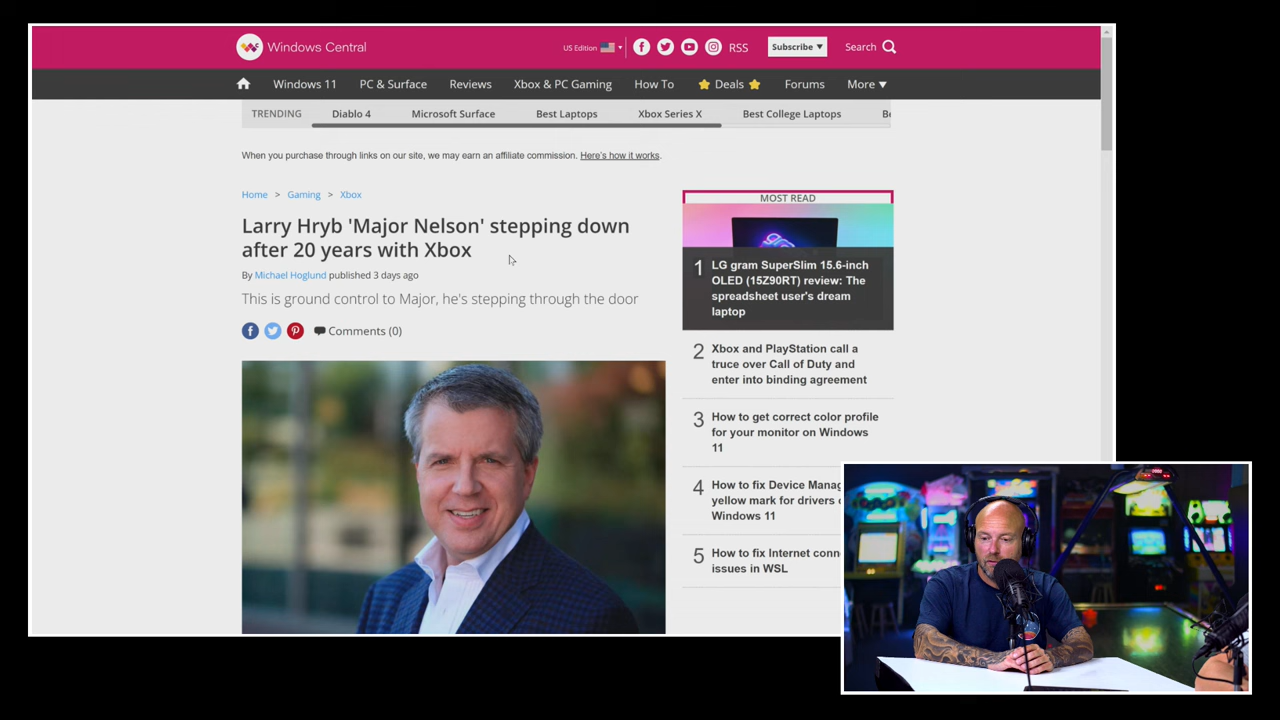 Windows Central
US Edition
RSS
Subscribe ▼
Search
Windows 11
PC & Surface
Reviews
Xbox & PC Gaming
How To
Deals
Forums
More ▼
TRENDING
Diablo 4
Microsoft Surface
Best Laptops
Xbox Series X
Best College Laptops
When you purchase through links on our site, we may earn an affiliate commission. Here's how it works.
Home > Gaming > Xbox
Larry Hryb 'Major Nelson' stepping down
after 20 years with Xbox
By Michael Hoglund published 3 days ago
This is ground control to Major, he's stepping through the door
Comments (0)
MOST READ
1 LG gram SuperSlim 15.6-inch
OLED (15Z90RT) review: The
spreadsheet user's dream
laptop
2 Xbox and PlayStation call a
truce over Call of Duty and
enter into binding agreement
3 How to get correct color profile
for your monitor on Windows
11
4 How to fix Device
yellow mark for drivers
Windows 11
5 How to fix Internet
issues in WSL